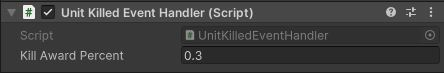 Unit Killed Event Handler (Script)
Script UnitKilledEventHandler
Kill Award Percent 0.3